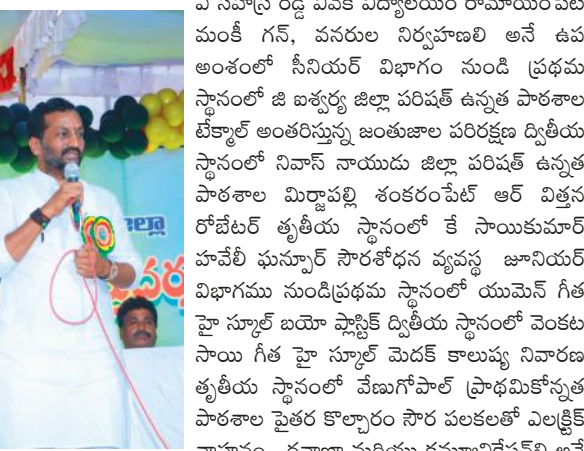 మంకీ గన్, వనరుల నిర్వహణలి అనే ఉప
అంశంలో సీనియర్ విభాగం నుండి ప్రథమ
స్థానంలో జి ఐశ్వర్య జిల్లా పరిషత్ ఉన్నత పాఠశాల
టేక్మాల్ అంతరిస్తున్న జంతుజాల పరిరక్షణ ద్వితీయ
స్థానంలో నివాస్ నాయుడు జిల్లా పరిషత్ ఉన్నత
పాఠశాల మిర్జాపల్లి శంకరంపేట్ ఆర్ విత్తన
రోబేటర్ తృతీయ స్థానంలో కే సాయికుమార్
హవేలీ ఘన్పూర్ సౌరశోధన వ్యవస్థ జూనియర్
విభాగము నుండిప్రథమ స్థానంలో యుమెన్ గీత
హై స్కూల్ బయో ప్లాస్టిక్ ద్వితీయ స్థానంలో వెంకట
సాయి గీత హై స్కూల్ మెదక్ కాలుష్య నివారణ
తృతీయ స్థానంలో వేణుగోపాల్ ప్రాథమికోన్నత
పాఠశాల పైతర కొల్చారం సౌర పలకలతో ఎలక్ట్రిక్